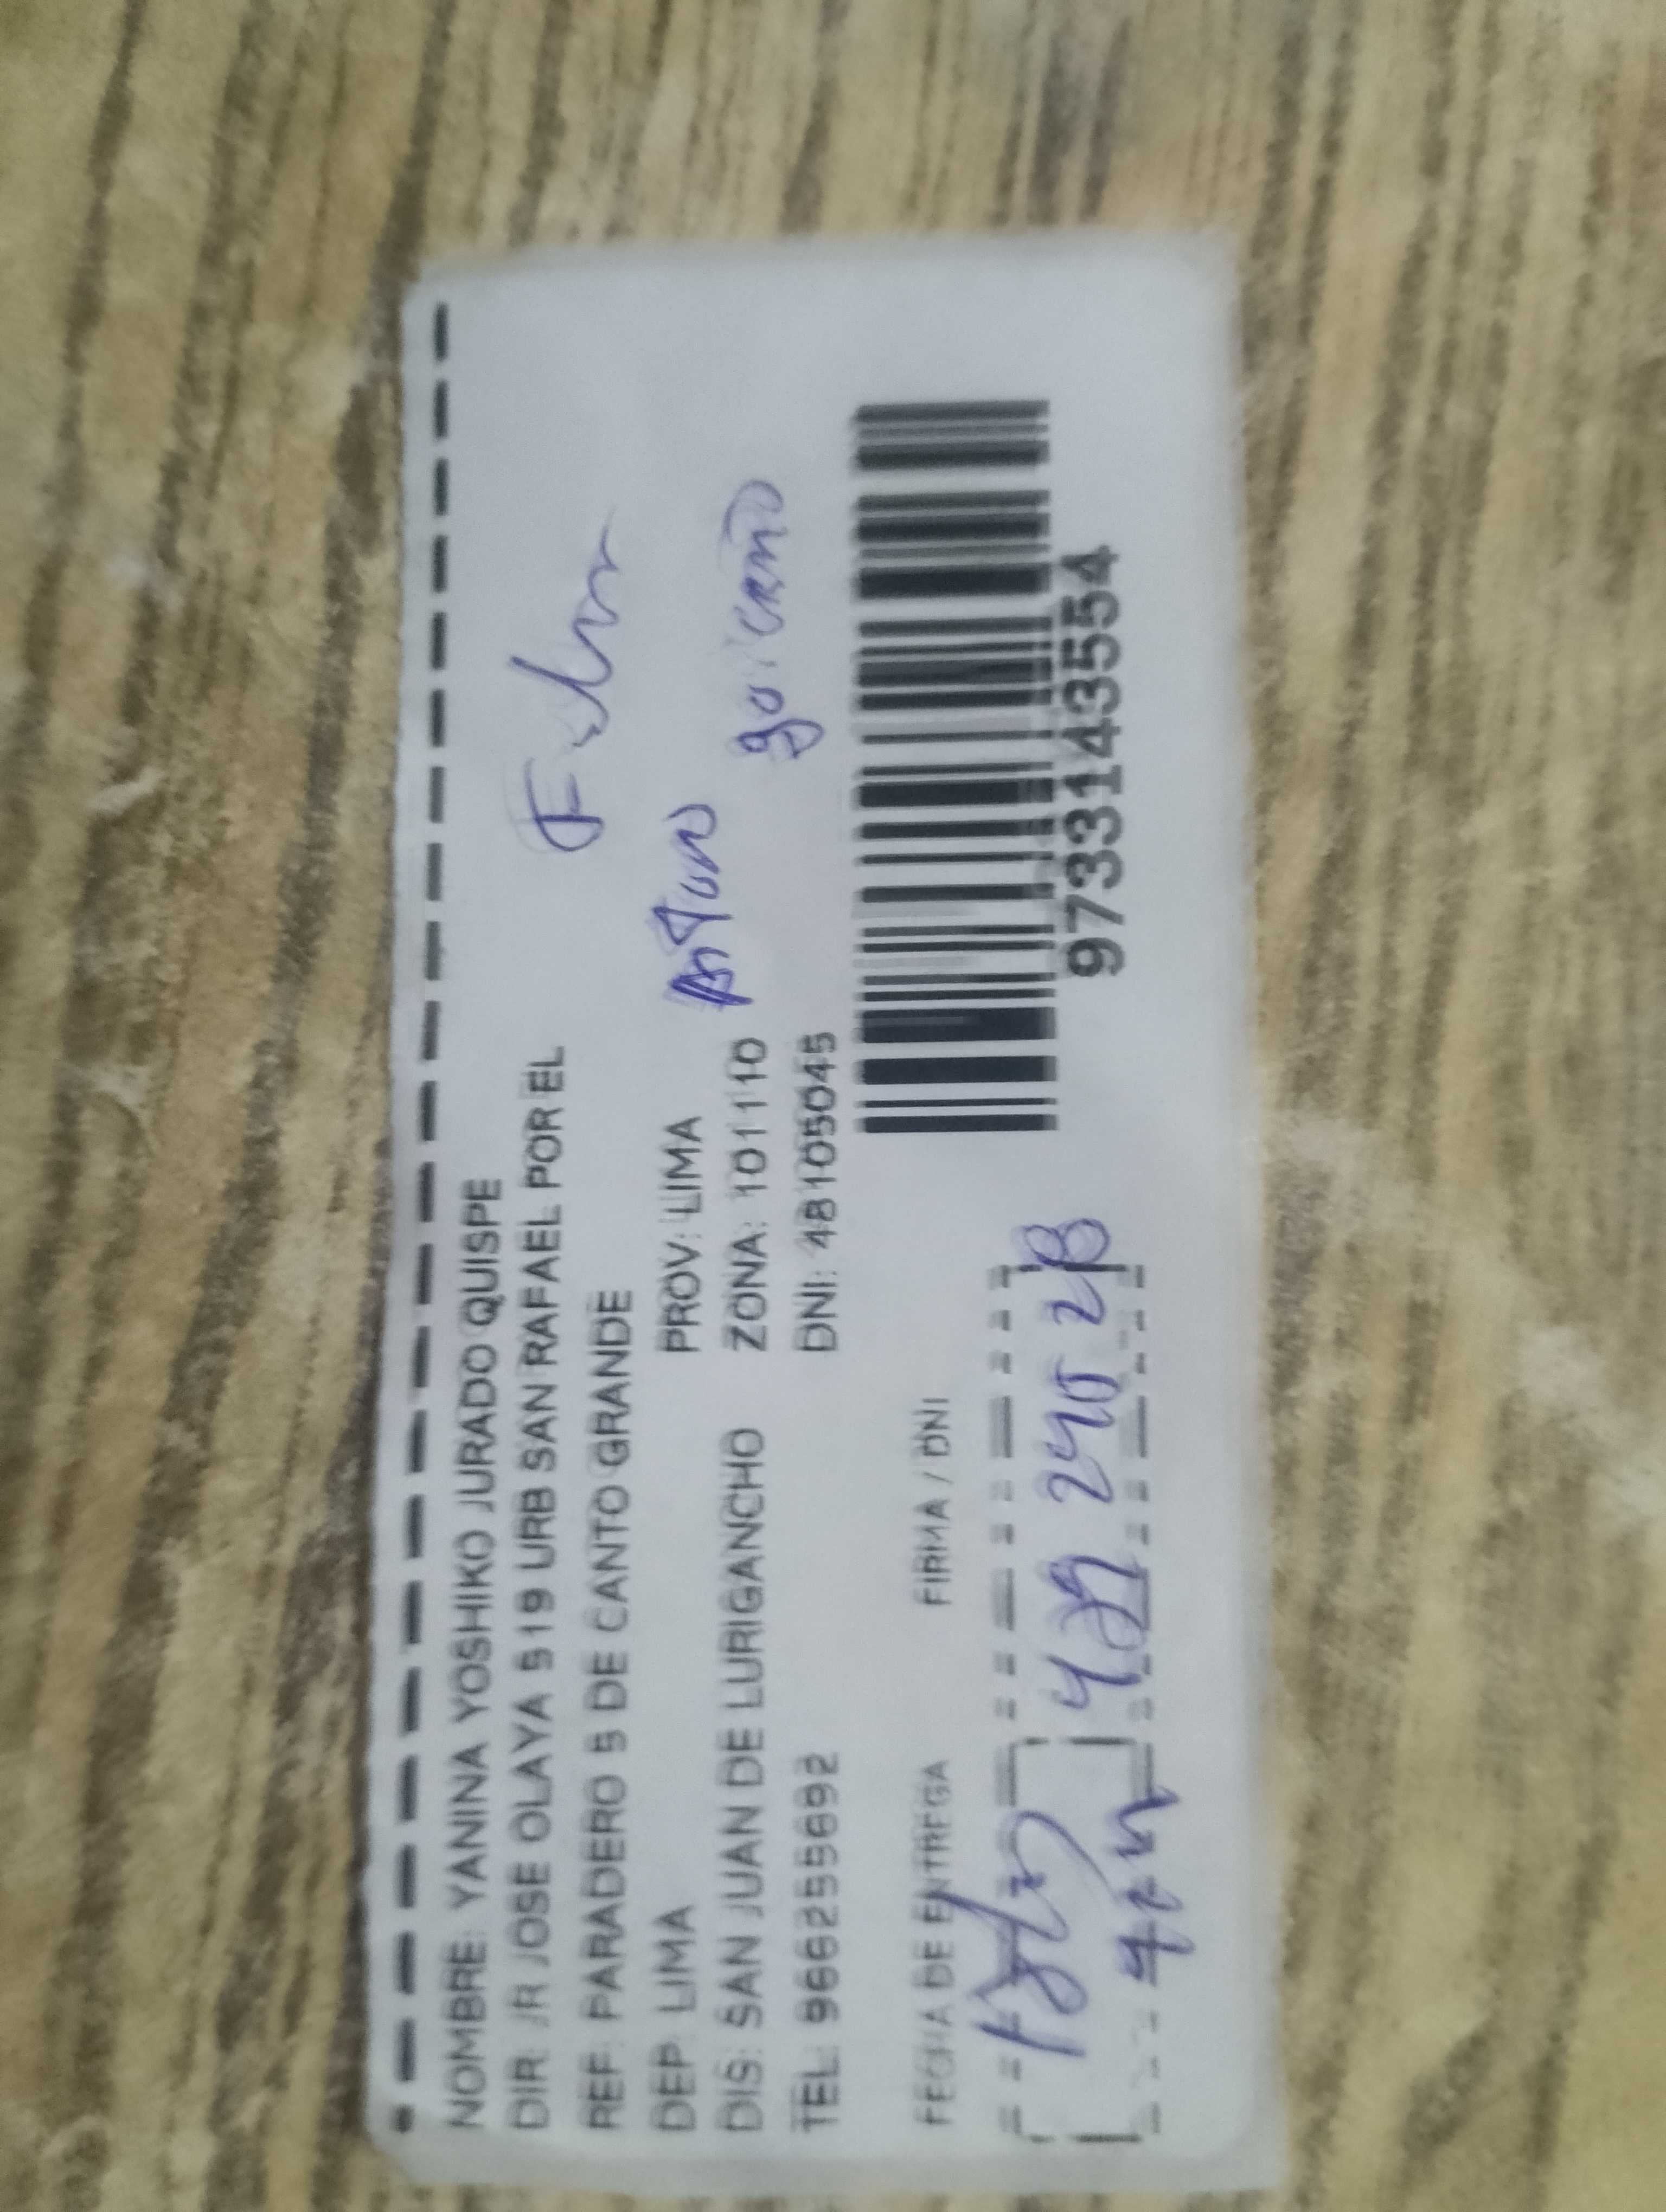 NOMBRE: YANINA YOSHIKO JURADO QUISPE
DIR: JR JOSE OLAYA 519 URB SAN RAFAEL POR EL
REF: PARADERO 5 DE CANTO GRANDE
DEP: LIMA PROV: LIMA
DIS: SAN JUAN DE LURIGANCHO ZONA: 101110
TEL: 966255692 DNI: 48105045
FECHA DE ENTREGA FIRMA / DNI
9733143554